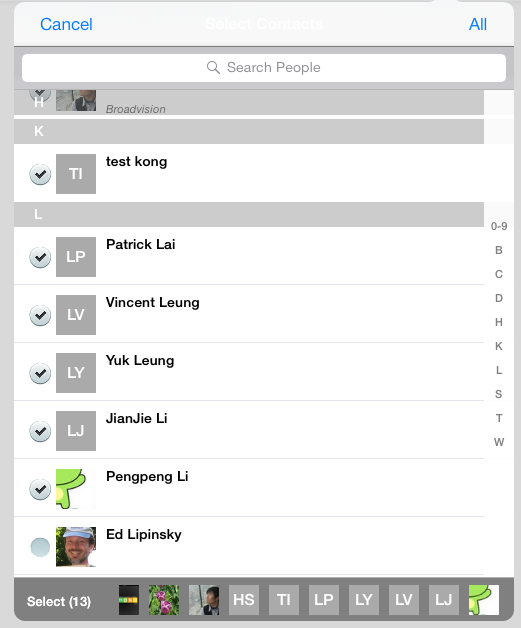 Cancel Select Contacts All
Search People
H
Broadvision
K
TI test kong
L
0-9
LP Patrick Lai
B
C
LV Vincent Leung
D
H
K
LY Yuk Leung
L
S
LJ JianJie Li
T
W
Pengpeng Li
Ed Lipinsky
Select (13) HS TI LP LY LV LJ